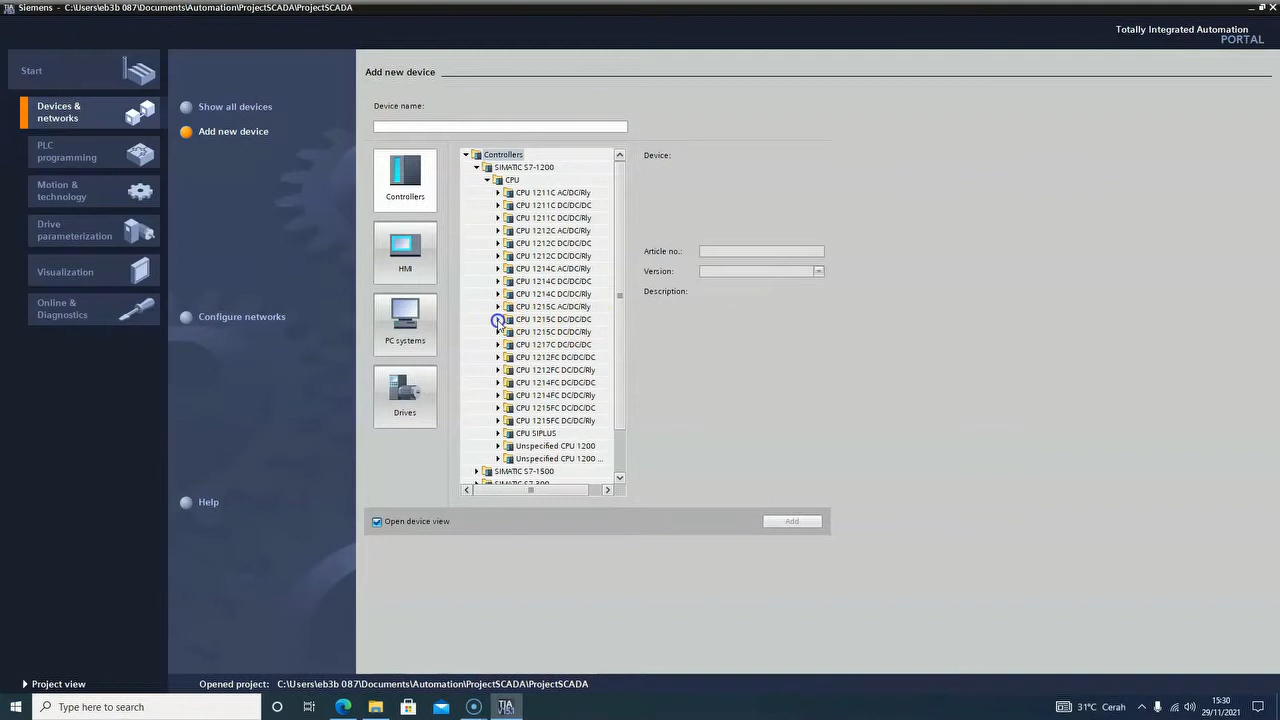 Siemens - C:\Users\eb3b 087\Documents\Automation\ProjectSCADA\ProjectSCADA
Totally Integrated Automation
PORTAL
Start
Devices &
networks
PLC
programming
Motion &
technology
Drive
parameterization
Visualization
Online &
Diagnostics
Show all devices
Add new device
Configure networks
Help
Add new device
Device name:
Controllers
HMI
PC systems
Drives
Controllers
SIMATIC S7-1200
CPU
CPU 1211C AC/DC/Rly
CPU 1211C DC/DC/DC
CPU 1211C DC/DC/Rly
CPU 1212C AC/DC/Rly
CPU 1212C DC/DC/DC
CPU 1212C DC/DC/Rly
CPU 1214C AC/DC/Rly
CPU 1214C DC/DC/DC
CPU 1214C DC/DC/Rly
CPU 1215C AC/DC/Rly
CPU 1215C DC/DC/DC
CPU 1215C DC/DC/Rly
CPU 1217C DC/DC/DC
CPU 1212FC DC/DC/DC
CPU 1212FC DC/DC/Rly
CPU 1214FC DC/DC/DC
CPU 1214FC DC/DC/Rly
CPU 1215FC DC/DC/DC
CPU 1215FC DC/DC/Rly
CPU SIPLUS
Unspecified CPU 1200
Unspecified CPU 1200 ...
SIMATIC S7-1500
SIMATIC S7-300
Device:
Article no.:
Version:
Description:
Open device view
Add
Project view
Opened project: C:\Users\eb3b 087\Documents\Automation\ProjectSCADA\ProjectSCADA
Type here to search
TIA
31°C Cerah
15:30
29/11/2021